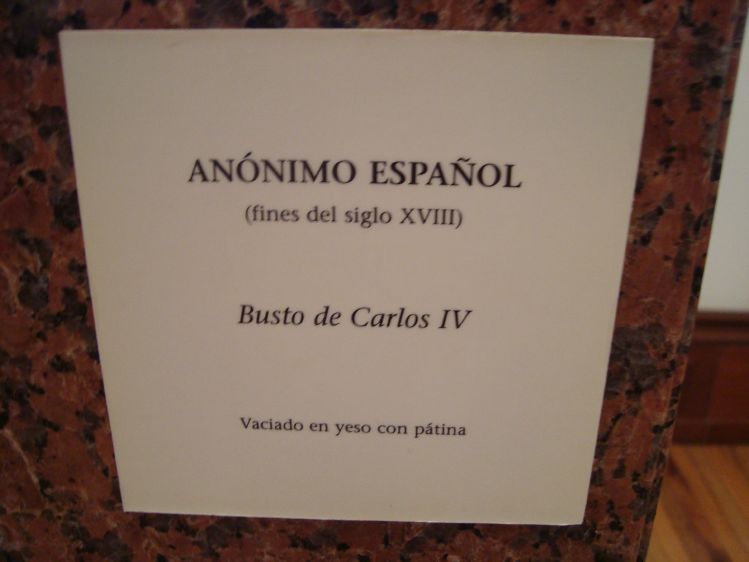 ANÓNIMO ESPAÑOL
(fines del siglo XVIII)
Busto de Carlos IV
Vaciado en yeso con pátina